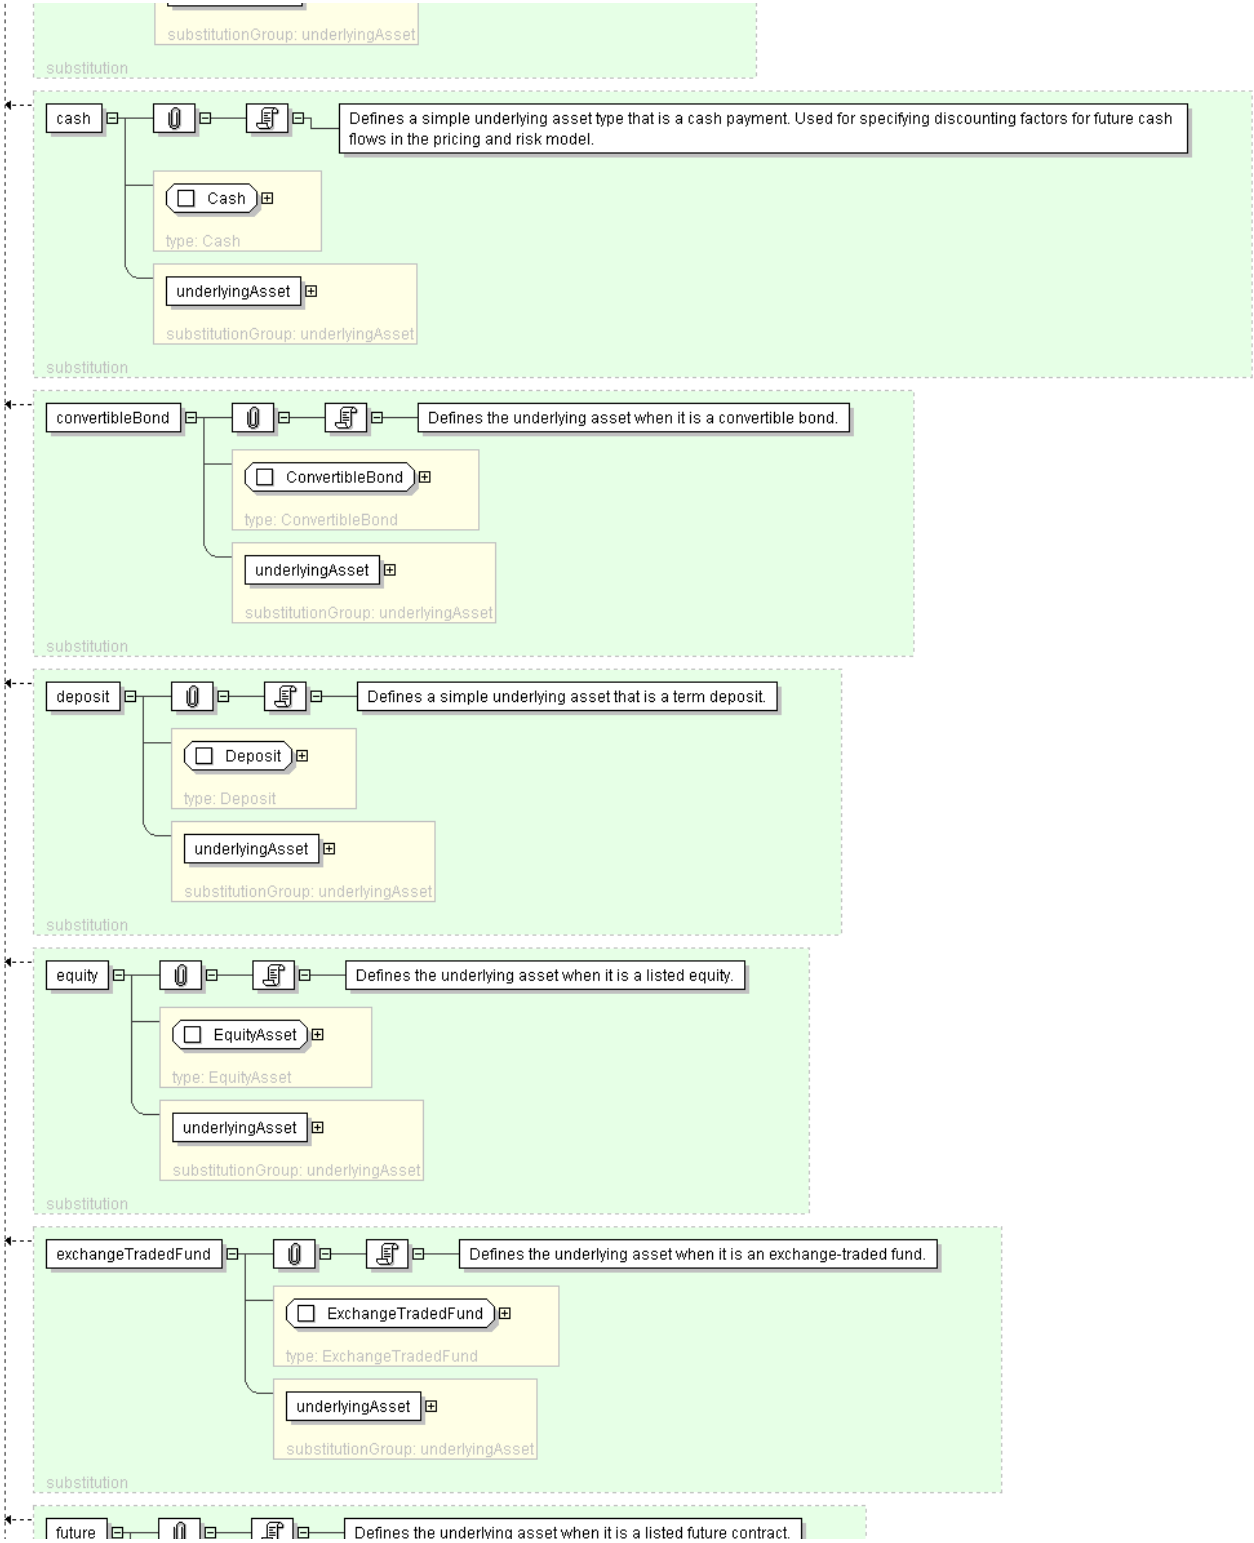 substitutionGroup: underlyingAsset
substitution
cash
Defines a simple underlying asset type that is a cash payment. Used for specifying discounting factors for future cash
flows in the pricing and risk model.
Cash
type: Cash
underlyingAsset
substitutionGroup: underlyingAsset
substitution
convertibleBond
Defines the underlying asset when it is a convertible bond.
ConvertibleBond
type: ConvertibleBond
underlyingAsset
substitutionGroup: underlyingAsset
substitution
deposit
Defines a simple underlying asset that is a term deposit.
Deposit
type: Deposit
underlyingAsset
substitutionGroup: underlyingAsset
substitution
equity
Defines the underlying asset when it is a listed equity.
EquityAsset
type: EquityAsset
underlyingAsset
substitutionGroup: underlyingAsset
substitution
exchangeTradedFund
Defines the underlying asset when it is an exchange-traded fund.
ExchangeTradedFund
type: ExchangeTradedFund
underlyingAsset
substitutionGroup: underlyingAsset
substitution
future
Defines the underlying asset when it is a listed future contract.